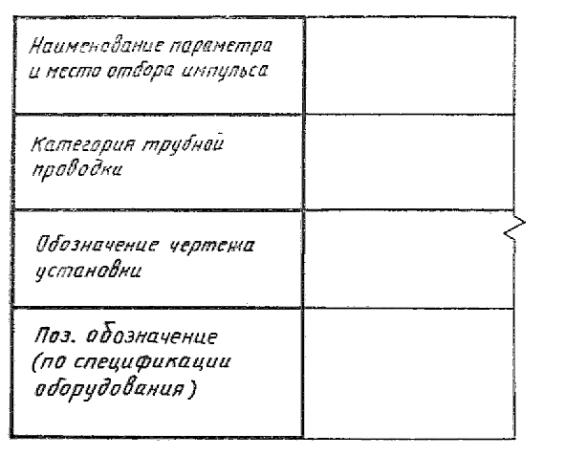 Наименование параметра
и место отбора импульса
Категория трубной
проводки
Обозначение чертежа
установки
Поз. обозначение
(по спецификации
оборудования)